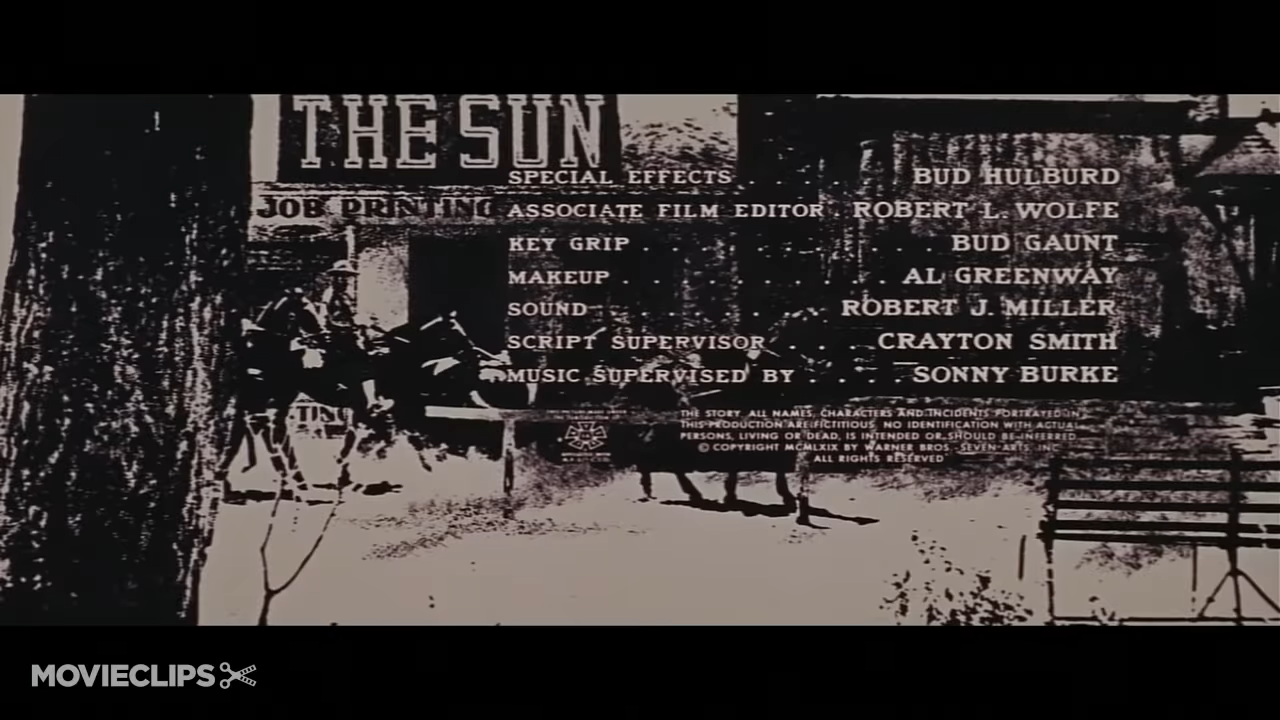 THE SUN
JOB PRINTING
SPECIAL EFFECTS . . . . BUD HULBURD
ASSOCIATE FILM EDITOR . ROBERT L. WOLFE
KEY GRIP . . . . . . . . . . . BUD GAUNT
MAKEUP . . . . . . . . . . AL GREENWAY
SOUND . . . . . . . . ROBERT J. MILLER
SCRIPT SUPERVISOR . . . CRAYTON SMITH
MUSIC SUPERVISED BY . . . . SONNY BURKE
THE STORY, ALL NAMES, CHARACTERS AND INCIDENTS PORTRAYED IN
THIS PRODUCTION ARE FICTITIOUS. NO IDENTIFICATION WITH ACTUAL
PERSONS, LIVING OR DEAD, IS INTENDED OR SHOULD BE INFERRED.
© COPYRIGHT MCMLXIX BY WARNER BROS.-SEVEN ARTS, INC.
ALL RIGHTS RESERVED
MOVIECLIPS